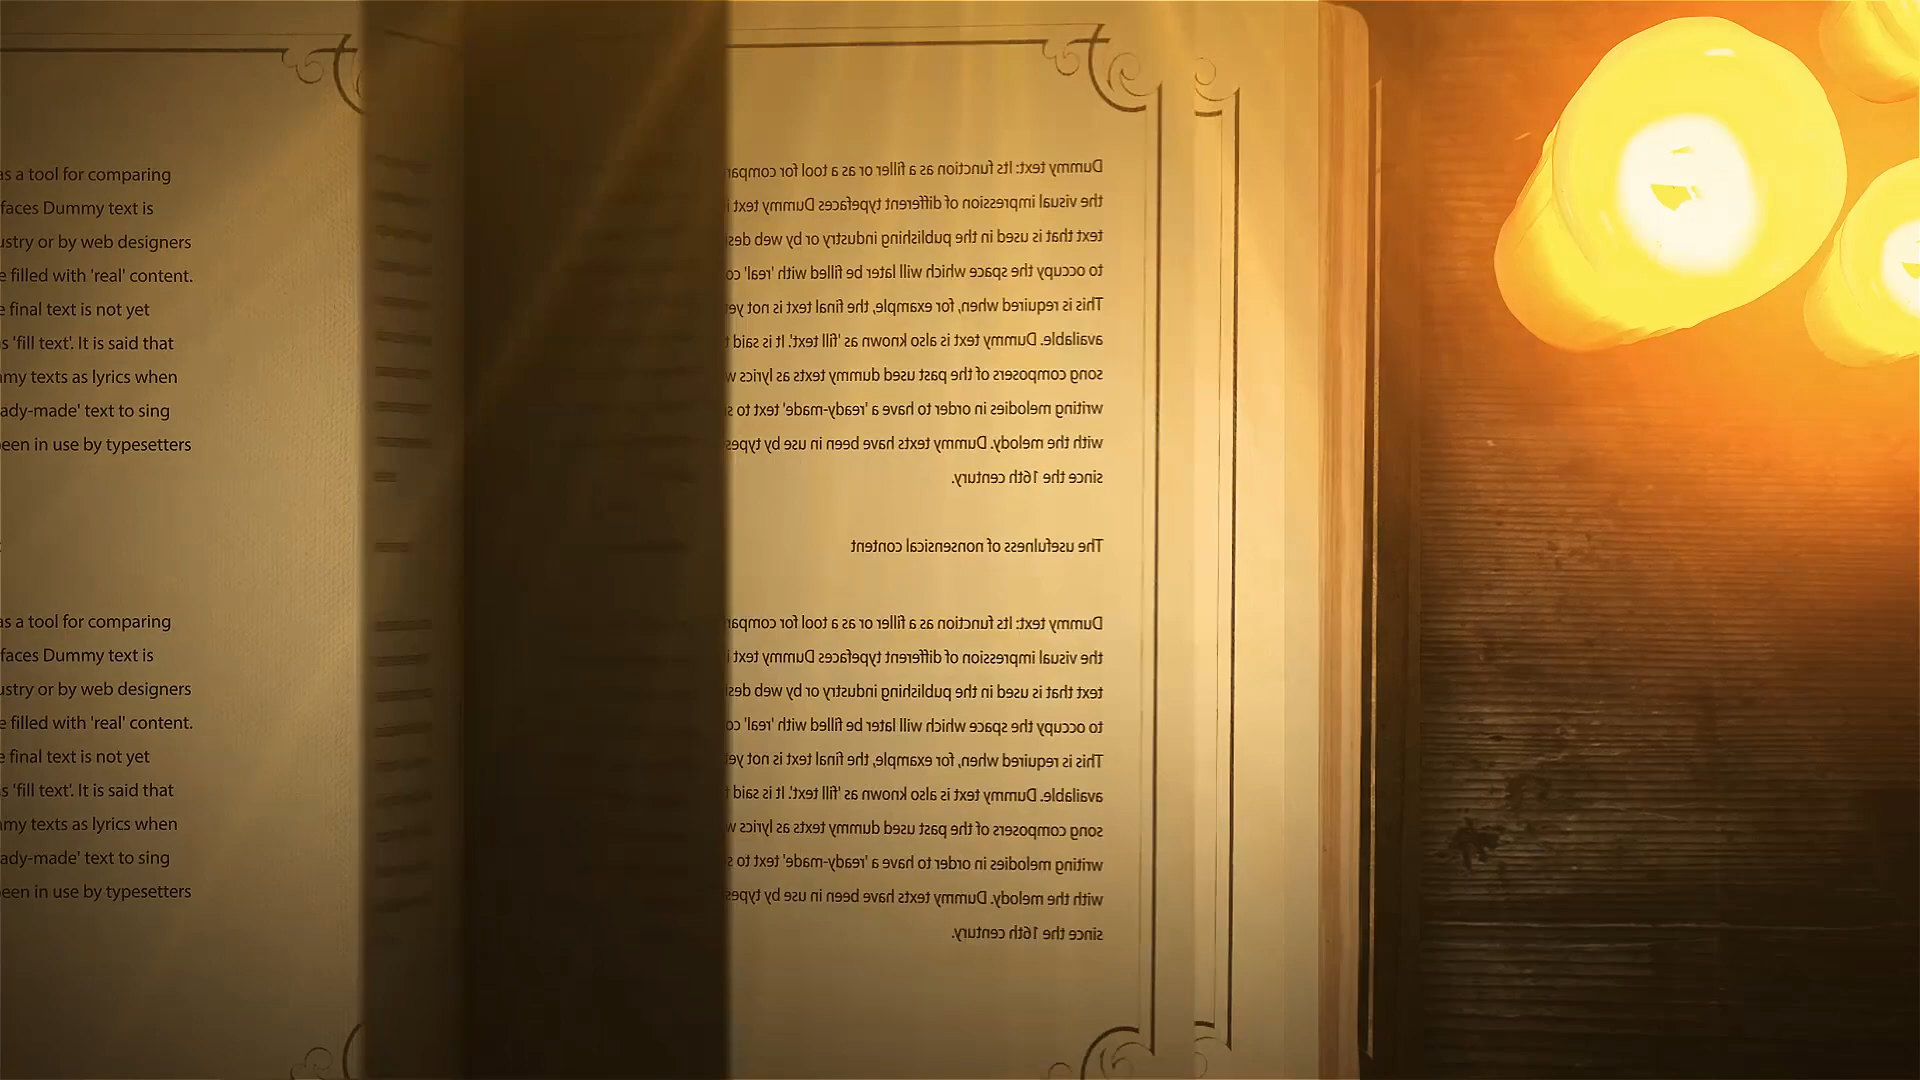 as a tool for comparing
faces Dummy text is
ustry or by web designers
e filled with 'real' content.
e final text is not yet
s 'fill text'. It is said that
my texts as lyrics when
ady-made' text to sing
een in use by typesetters
as a tool for comparing
faces Dummy text is
ustry or by web designers
e filled with 'real' content.
e final text is not yet
s 'fill text'. It is said that
my texts as lyrics when
ady-made' text to sing
een in use by typesetters
Dummy text: Its function as a filler or as a tool for compar
the visual impression of different typefaces Dummy text i
text that is used in the publishing industry or by web desi
to occupy the space which will later be filled with 'real' co
This is required when, for example, the final text is not ye
available. Dummy text is also known as 'fill text'. It is said t
song composers of the past used dummy texts as lyrics w
writing melodies in order to have a 'ready-made' text to s
with the melody. Dummy texts have been in use by types
since the 16th century.
The usefulness of nonsensical content
Dummy text: Its function as a filler or as a tool for compar
the visual impression of different typefaces Dummy text i
text that is used in the publishing industry or by web desi
to occupy the space which will later be filled with 'real' co
This is required when, for example, the final text is not ye
available. Dummy text is also known as 'fill text'. It is said t
song composers of the past used dummy texts as lyrics w
writing melodies in order to have a 'ready-made' text to s
with the melody. Dummy texts have been in use by types
since the 16th century.